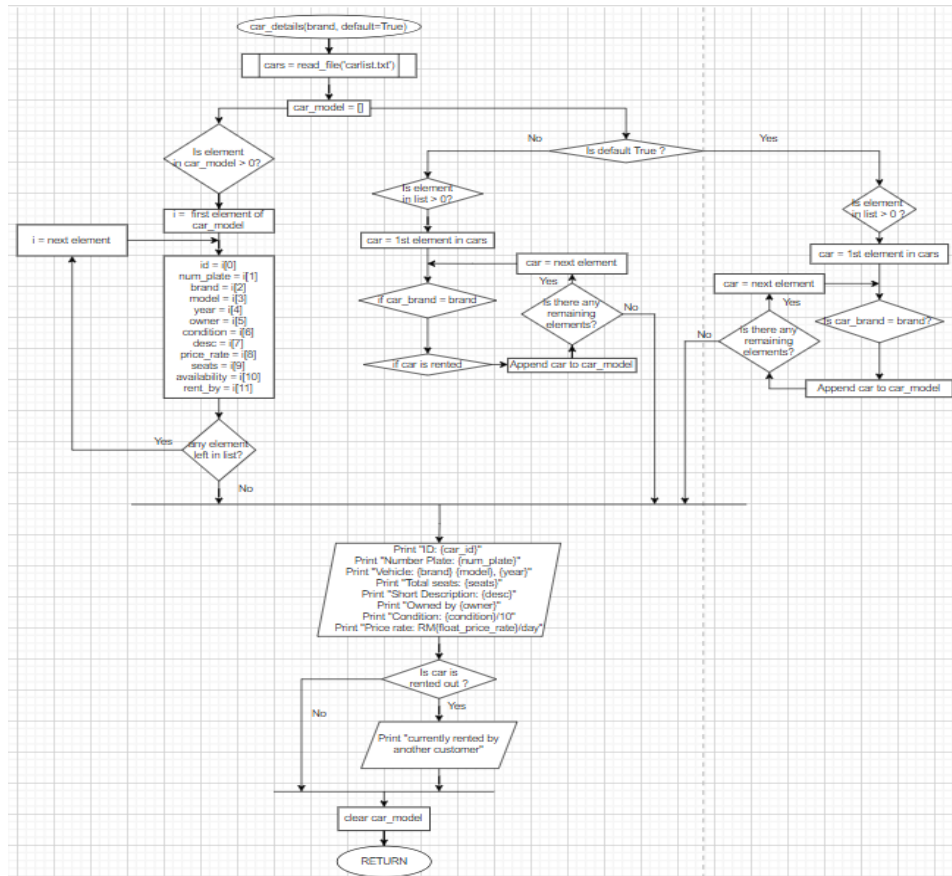 car_details(brand, default=True)
cars = read_file('carlist.txt')
car_model = []
Is element
in car_model > 0?
i = first element of
car_model
i = next element
id = i[0]
num_plate = i[1]
brand = i[2]
model = i[3]
year = i[4]
owner = i[5]
condition = i[6]
desc = i[7]
price_rate = i[8]
seats = i[9]
availability = i[10]
rent_by = i[11]
Yes
any element
left in list?
No
No
Is default True ?
Yes
Is element
in list > 0?
car = 1st element in cars
car = next element
if car_brand = brand
Yes
Is there any
remaining
elements?
No
if car is rented
Append car to car_model
Is element
in list > 0 ?
car = 1st element in cars
car = next element
Yes
Is car_brand = brand?
No
Is there any
remaining
elements?
Append car to car_model
Print "ID: {car_id}"
Print "Number Plate: {num_plate}"
Print "Vehicle: {brand} {model}, {year}"
Print "Total seats: {seats}"
Print "Short Description: {desc}"
Print "Owned by {owner}"
Print "Condition: {condition}/10"
Print "Price rate: RM{float_price_rate}/day"
Is car is
rented out ?
No
Yes
Print "currently rented by
another customer"
clear car_model
RETURN